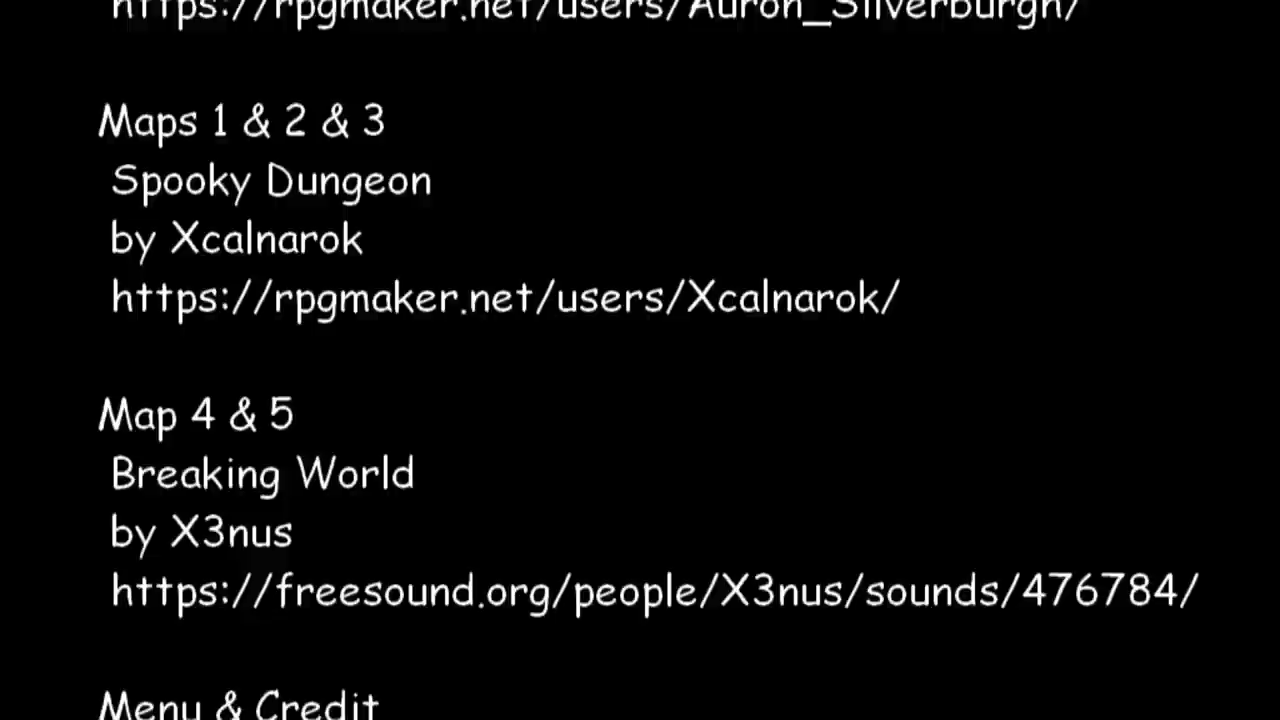 https://rpgmaker.net/users/Auron_Silverburgh/
Maps 1 & 2 & 3
Spooky Dungeon
by Xcalnarok
https://rpgmaker.net/users/Xcalnarok/
Map 4 & 5
Breaking World
by X3nus
https://freesound.org/people/X3nus/sounds/476784/
Menu & Credit